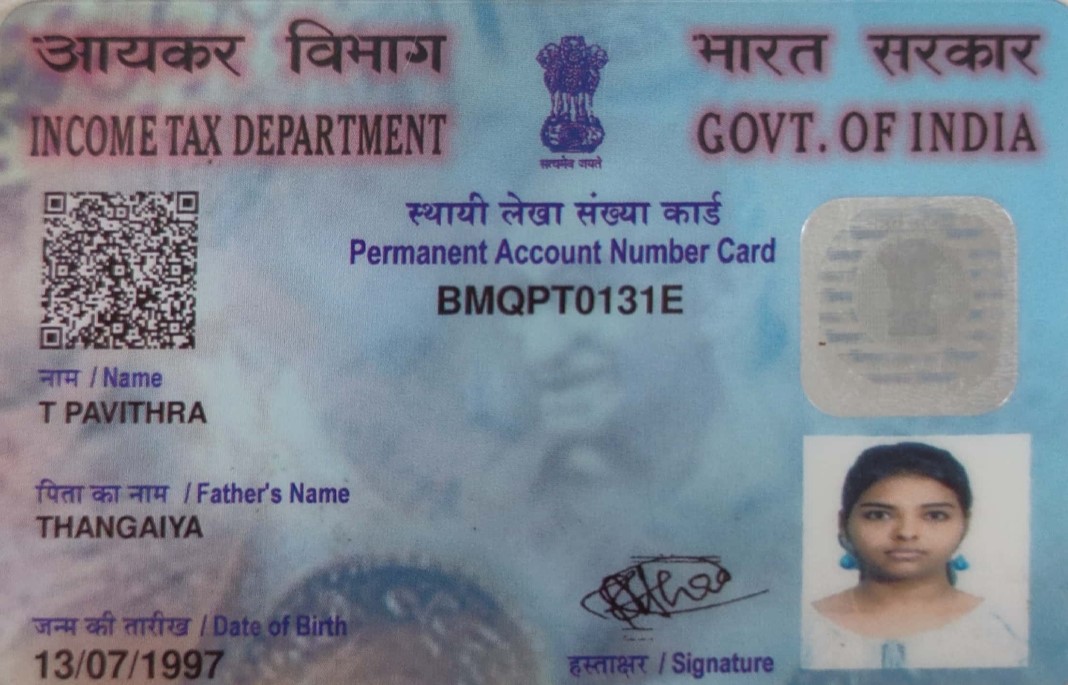 आयकर विभाग
INCOME TAX DEPARTMENT
सत्यमेव जयते
भारत सरकार
GOVT. OF INDIA
स्थायी लेखा संख्या कार्ड
Permanent Account Number Card
BMQPT0131E
नाम / Name
T PAVITHRA
पिता का नाम / Father's Name
THANGAIYA
जन्म की तारीख / Date of Birth
13/07/1997
हस्ताक्षर / Signature